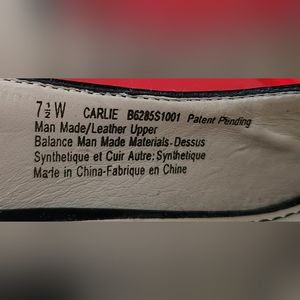 7½W CARLIE B6285S1001 Patent Pending
Man Made/Leather Upper
Balance Man Made Materials-Dessus
Synthetique et Cuir Autre: Synthetique
Made in China-Fabrique en Chine